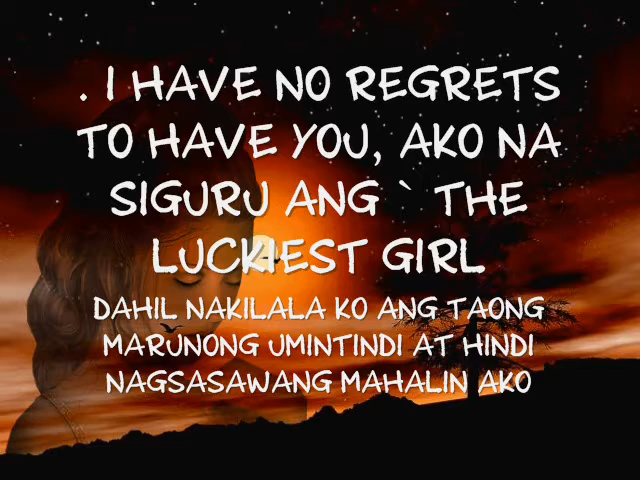 . I HAVE NO REGRETS
TO HAVE YOU, AKO NA
SIGURU ANG ` THE
LUCKIEST GIRL
DAHIL NAKILALA KO ANG TAONG
MARUNONG UMINTINDI AT HINDI
NAGSASAWANG MAHALIN AKO